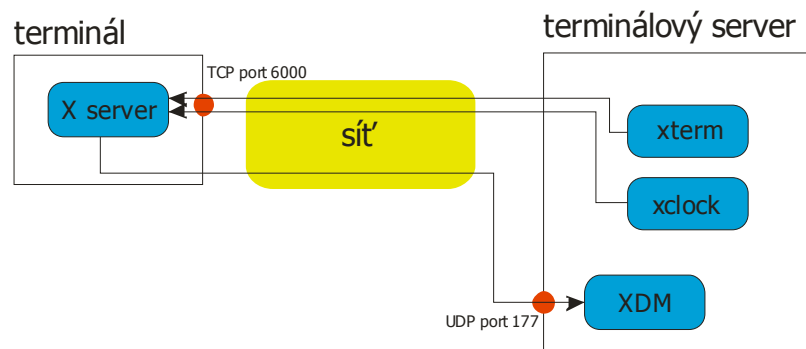 terminál
terminálový server
TCP port 6000
X server
síť
xterm
xclock
XDM
UDP port 177